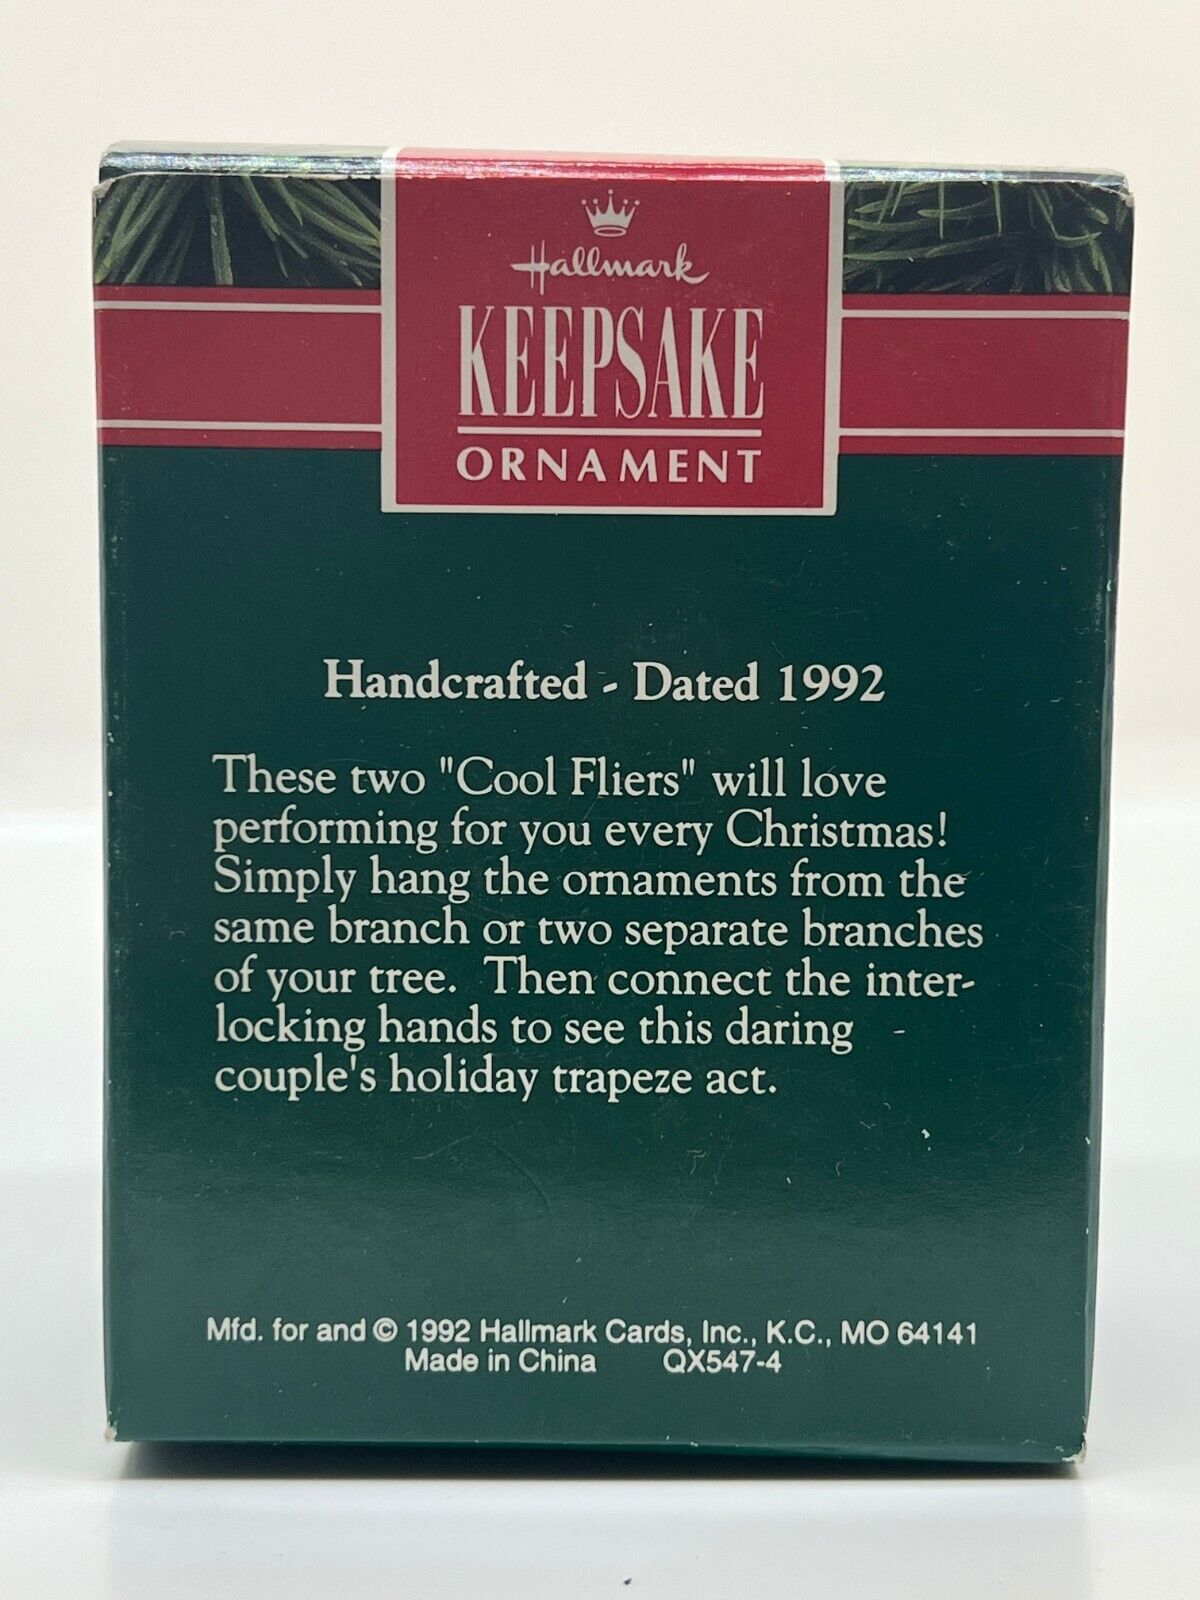 Hallmark
KEEPSAKE
ORNAMENT
Handcrafted - Dated 1992
These two "Cool Fliers" will love
performing for you every Christmas!
Simply hang the ornaments from the
same branch or two separate branches
of your tree. Then connect the inter-
locking hands to see this daring
couple's holiday trapeze act.
Mfd. for and © 1992 Hallmark Cards, Inc., K.C., MO 64141
Made in China QX547-4